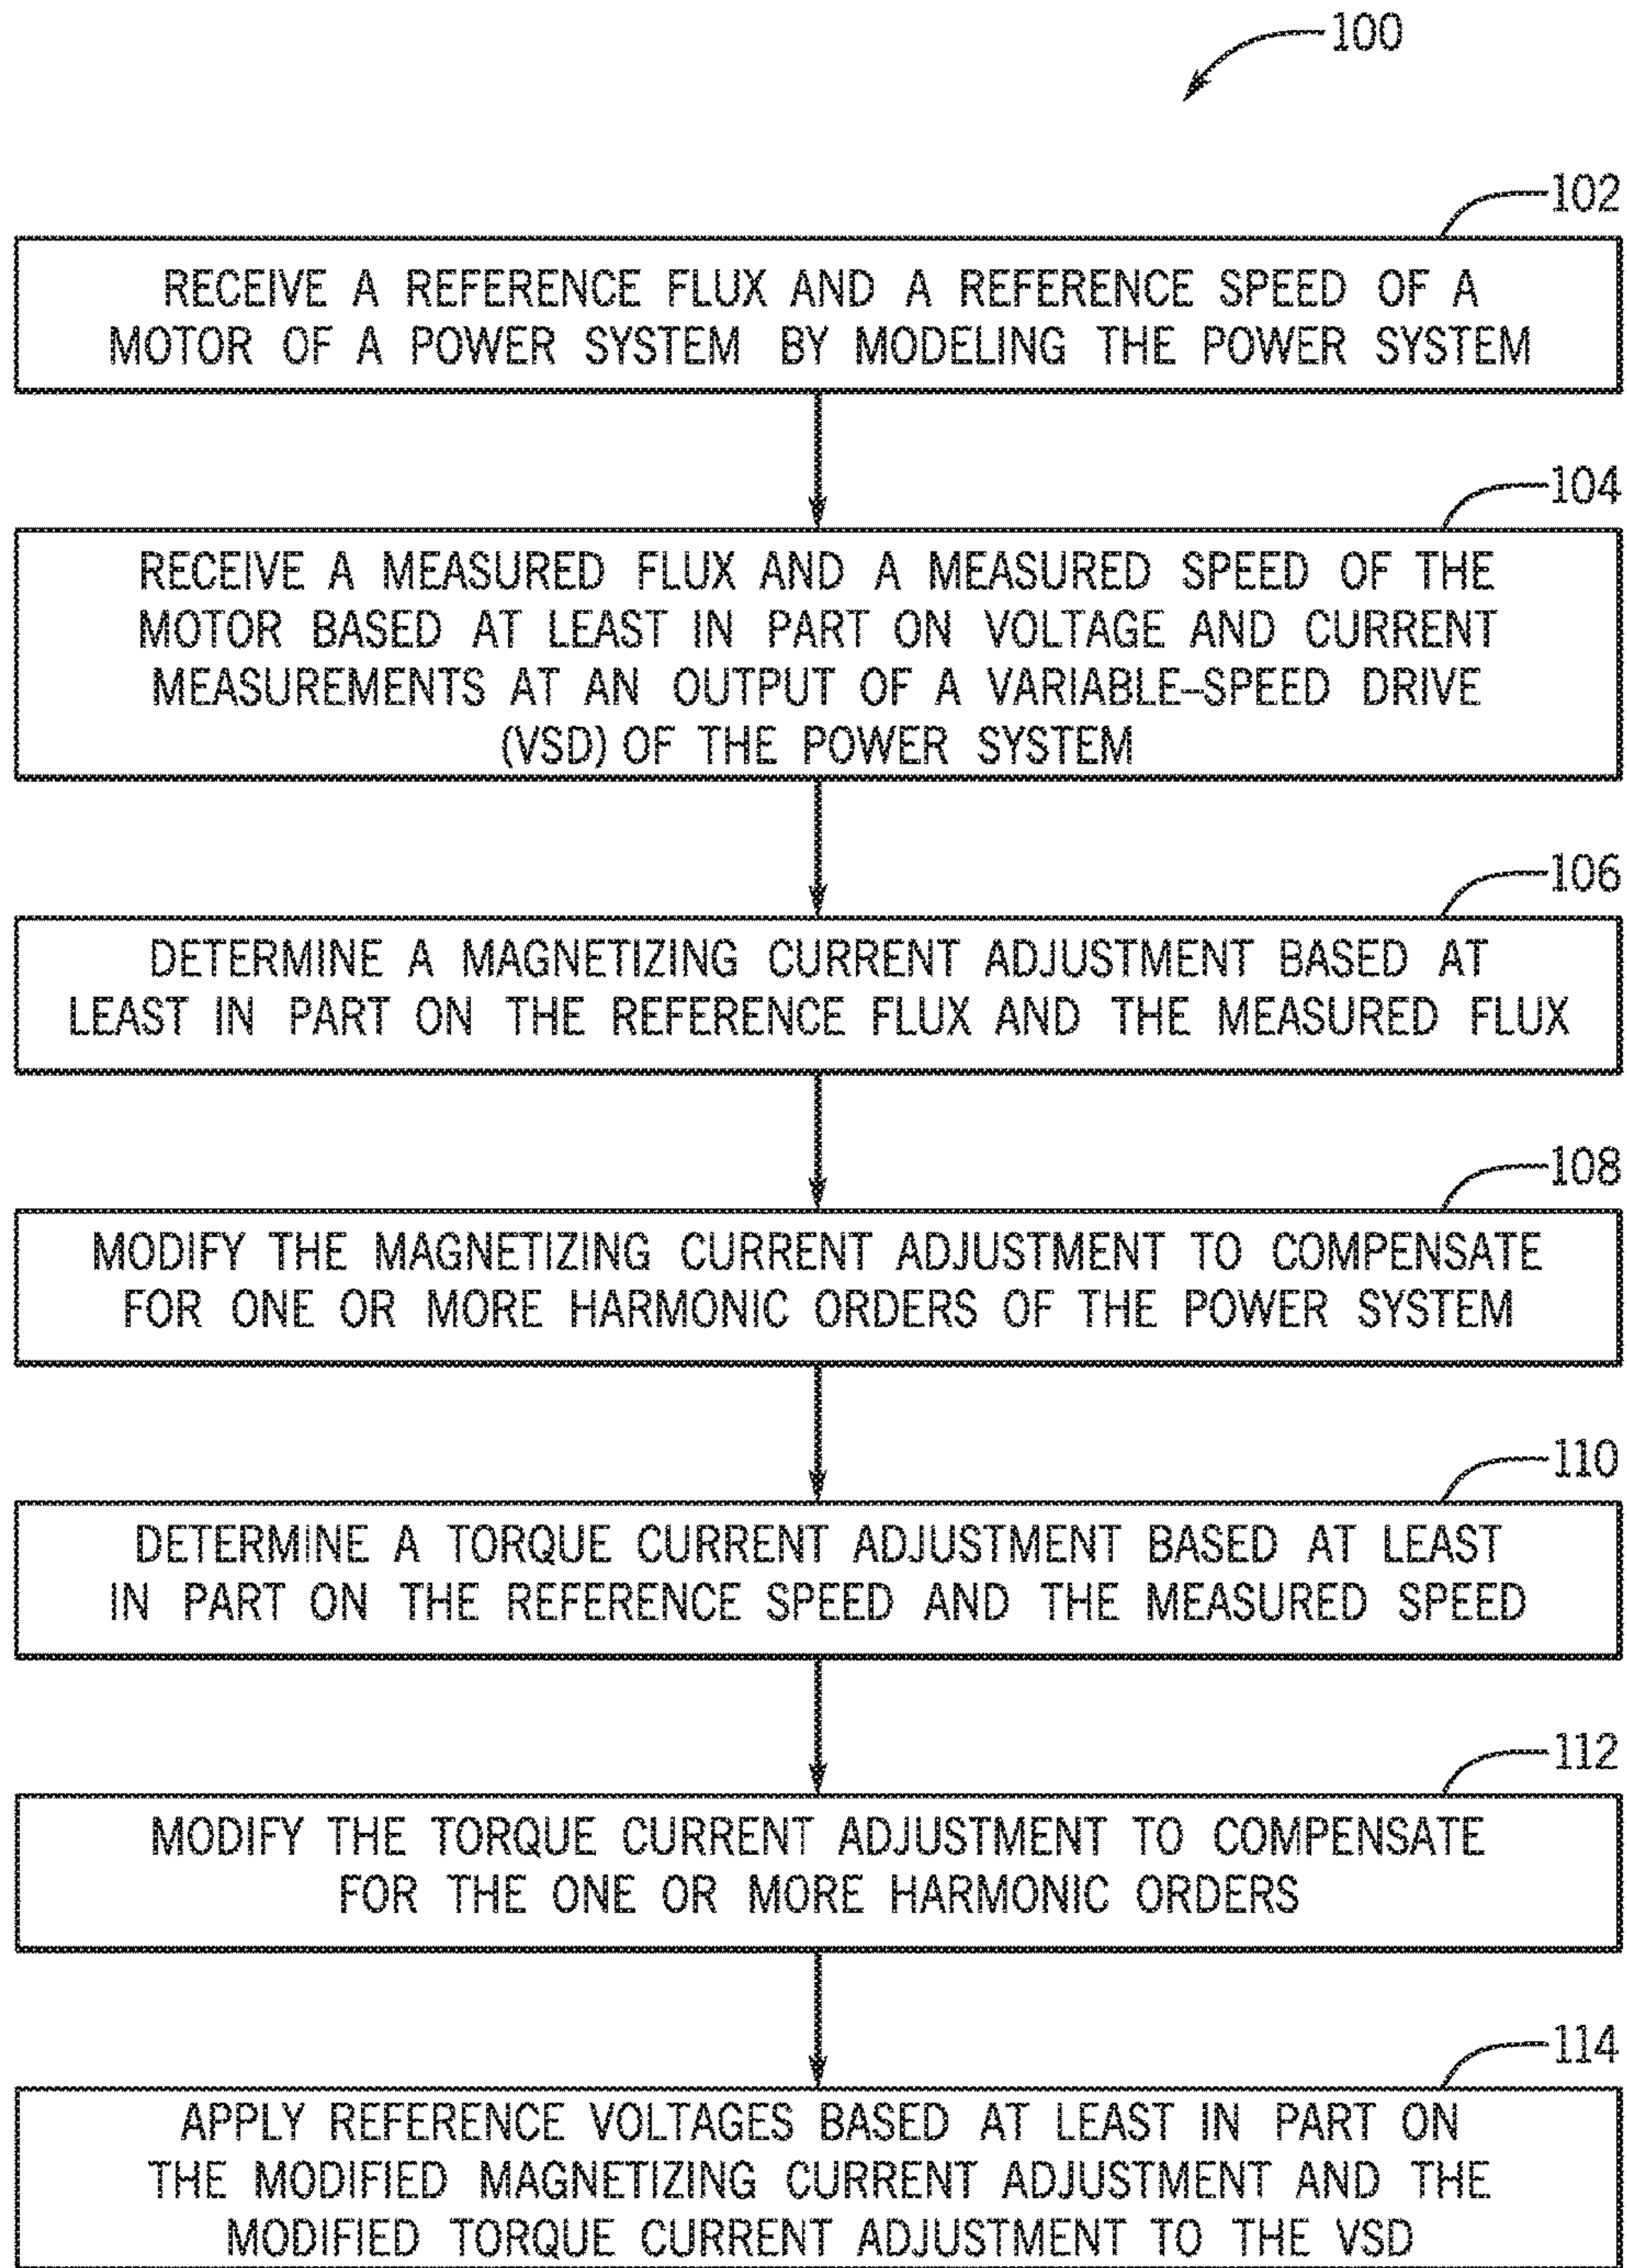 100
102
RECEIVE A REFERENCE FLUX AND A REFERENCE SPEED OF A
MOTOR OF A POWER SYSTEM BY MODELING THE POWER SYSTEM
104
RECEIVE A MEASURED FLUX AND A MEASURED SPEED OF THE
MOTOR BASED AT LEAST IN PART ON VOLTAGE AND CURRENT
MEASUREMENTS AT AN OUTPUT OF A VARIABLE-SPEED DRIVE
(VSD) OF THE POWER SYSTEM
106
DETERMINE A MAGNETIZING CURRENT ADJUSTMENT BASED AT
LEAST IN PART ON THE REFERENCE FLUX AND THE MEASURED FLUX
108
MODIFY THE MAGNETIZING CURRENT ADJUSTMENT TO COMPENSATE
FOR ONE OR MORE HARMONIC ORDERS OF THE POWER SYSTEM
110
DETERMINE A TORQUE CURRENT ADJUSTMENT BASED AT LEAST
IN PART ON THE REFERENCE SPEED AND THE MEASURED SPEED
112
MODIFY THE TORQUE CURRENT ADJUSTMENT TO COMPENSATE
FOR THE ONE OR MORE HARMONIC ORDERS
114
APPLY REFERENCE VOLTAGES BASED AT LEAST IN PART ON
THE MODIFIED MAGNETIZING CURRENT ADJUSTMENT AND THE
MODIFIED TORQUE CURRENT ADJUSTMENT TO THE VSD